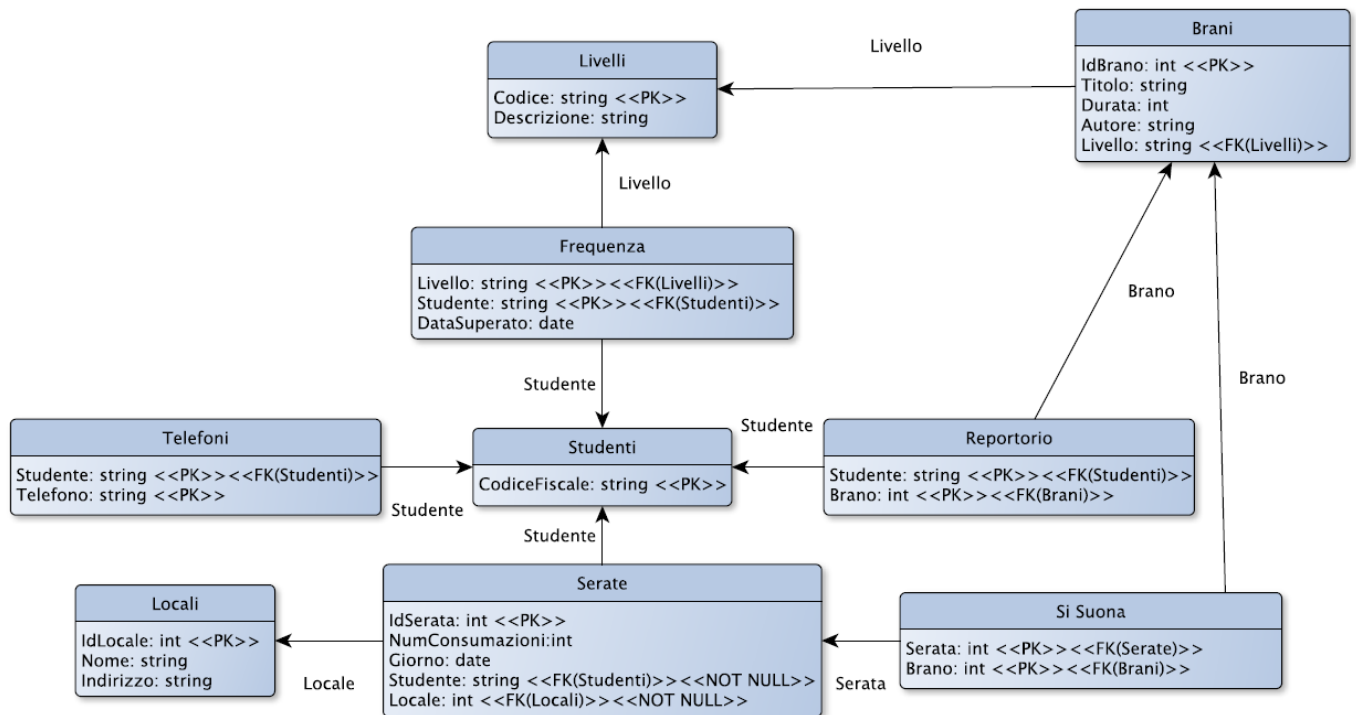 Livelli
Codice: string <<PK>>
Descrizione: string
Livello
Brani
IdBrano: int <<PK>>
Titolo: string
Durata: int
Autore: string
Livello: string <<FK(Livelli)>>
Livello
Frequenza
Livello: string <<PK>><<FK(Livelli)>>
Studente: string <<PK>><<FK(Studenti)>>
DataSuperato: date
Brano
Brano
Studente
Telefoni
Studente: string <<PK>><<FK(Studenti)>>
Telefono: string <<PK>>
Studente
Studenti
CodiceFiscale: string <<PK>>
Studente
Reportorio
Studente: string <<PK>><<FK(Studenti)>>
Brano: int <<PK>><<FK(Brani)>>
Studente
Locali
IdLocale: int <<PK>>
Nome: string
Indirizzo: string
Locale
Serate
IdSerata: int <<PK>>
NumConsumazioni:int
Giorno: date
Studente: string <<FK(Studenti)>><<NOT NULL>>
Locale: int <<FK(Locali)>><<NOT NULL>>
Serata
Si Suona
Serata: int <<PK>><<FK(Serate)>>
Brano: int <<PK>><<FK(Brani)>>